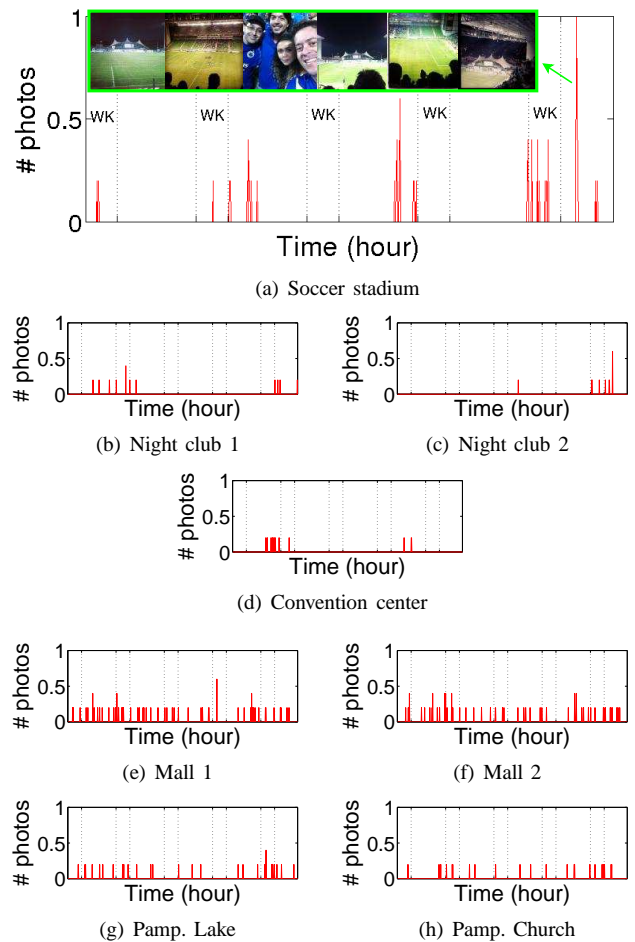 1
0.5
0
# photos
WK WK WK WK WK
Time (hour)
(a) Soccer stadium
1
0.5
0
# photos
Time (hour)
(b) Night club 1
1
0.5
0
# photos
Time (hour)
(c) Night club 2
1
0.5
0
# photos
Time (hour)
(d) Convention center
1
0.5
0
# photos
Time (hour)
(e) Mall 1
1
0.5
0
# photos
Time (hour)
(f) Mall 2
1
0.5
0
# photos
Time (hour)
(g) Pamp. Lake
1
0.5
0
# photos
Time (hour)
(h) Pamp. Church